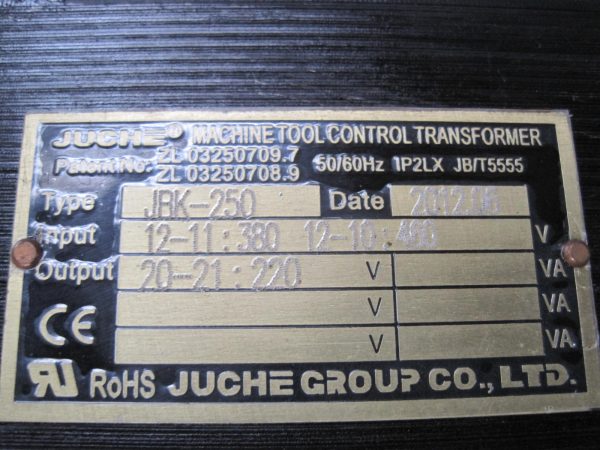 JUCHE® MACHINE TOOL CONTROL TRANSFORMER
Patent No: ZL 03250709.7 50/60Hz IP2LX JB/T5555
ZL 03250708.9
Type JBK-250 Date 2012.06
Input 12-11:380 12-10:400 V
Output 20-21:220 V VA
V VA
V VA
CE
RU RoHS JUCHE GROUP CO., LTD.